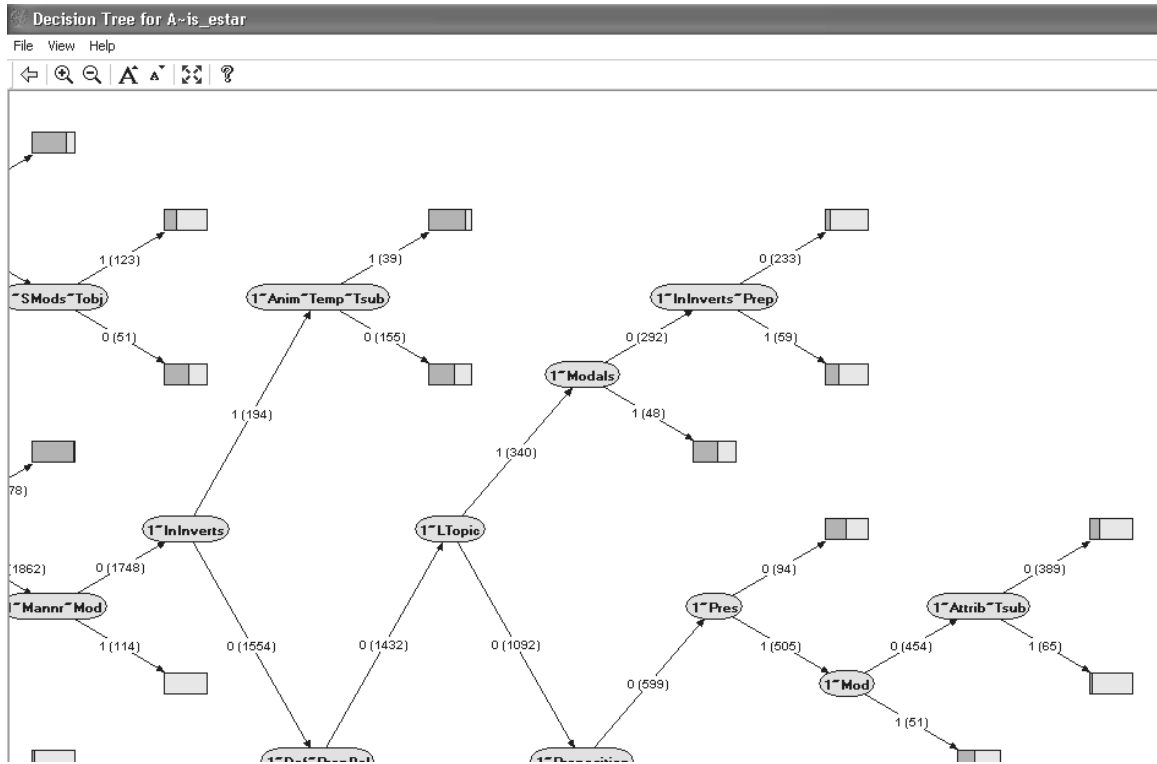 Decision Tree for A~is_estar
File View Help
1 (123)
1 (39)
0 (233)
~SMods~Tobj
1~Anim~Temp~Tsub
1~InInverts~Prep
0 (51)
0 (155)
0 (292)
1 (59)
1~Modals
1 (194)
1 (48)
1 (340)
78)
1~InInverts
1~LTopic
1862)
0 (1748)
0 (94)
0 (389)
1~Mannr~Mod
1~Pres
1~Attrib~Tsub
1 (114)
0 (1554)
0 (1432)
0 (1092)
1 (505)
0 (454)
1 (65)
0 (599)
1~Mod
1 (51)
1~Preposition